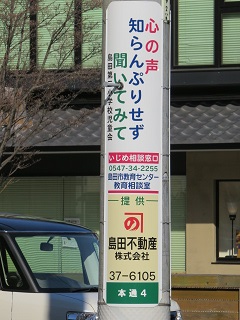 心の声
知らんぷりせず
聞いてみて
島田第二小学校児童会
いじめ相談窓口
0547-34-2255
島田市教育センター
教育相談室
提供
島田不動産
株式会社
37-6105
本通4